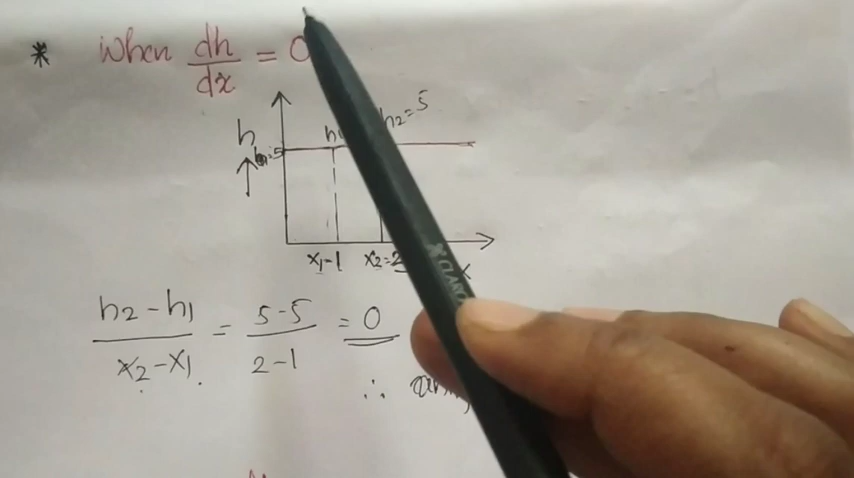 * When dh/dx = 0
h₂=5
h
h=5
x₁-1 x₂=2 x
h₂-h₁/x₂-x₁ = 5-5/2-1 = 0
∴